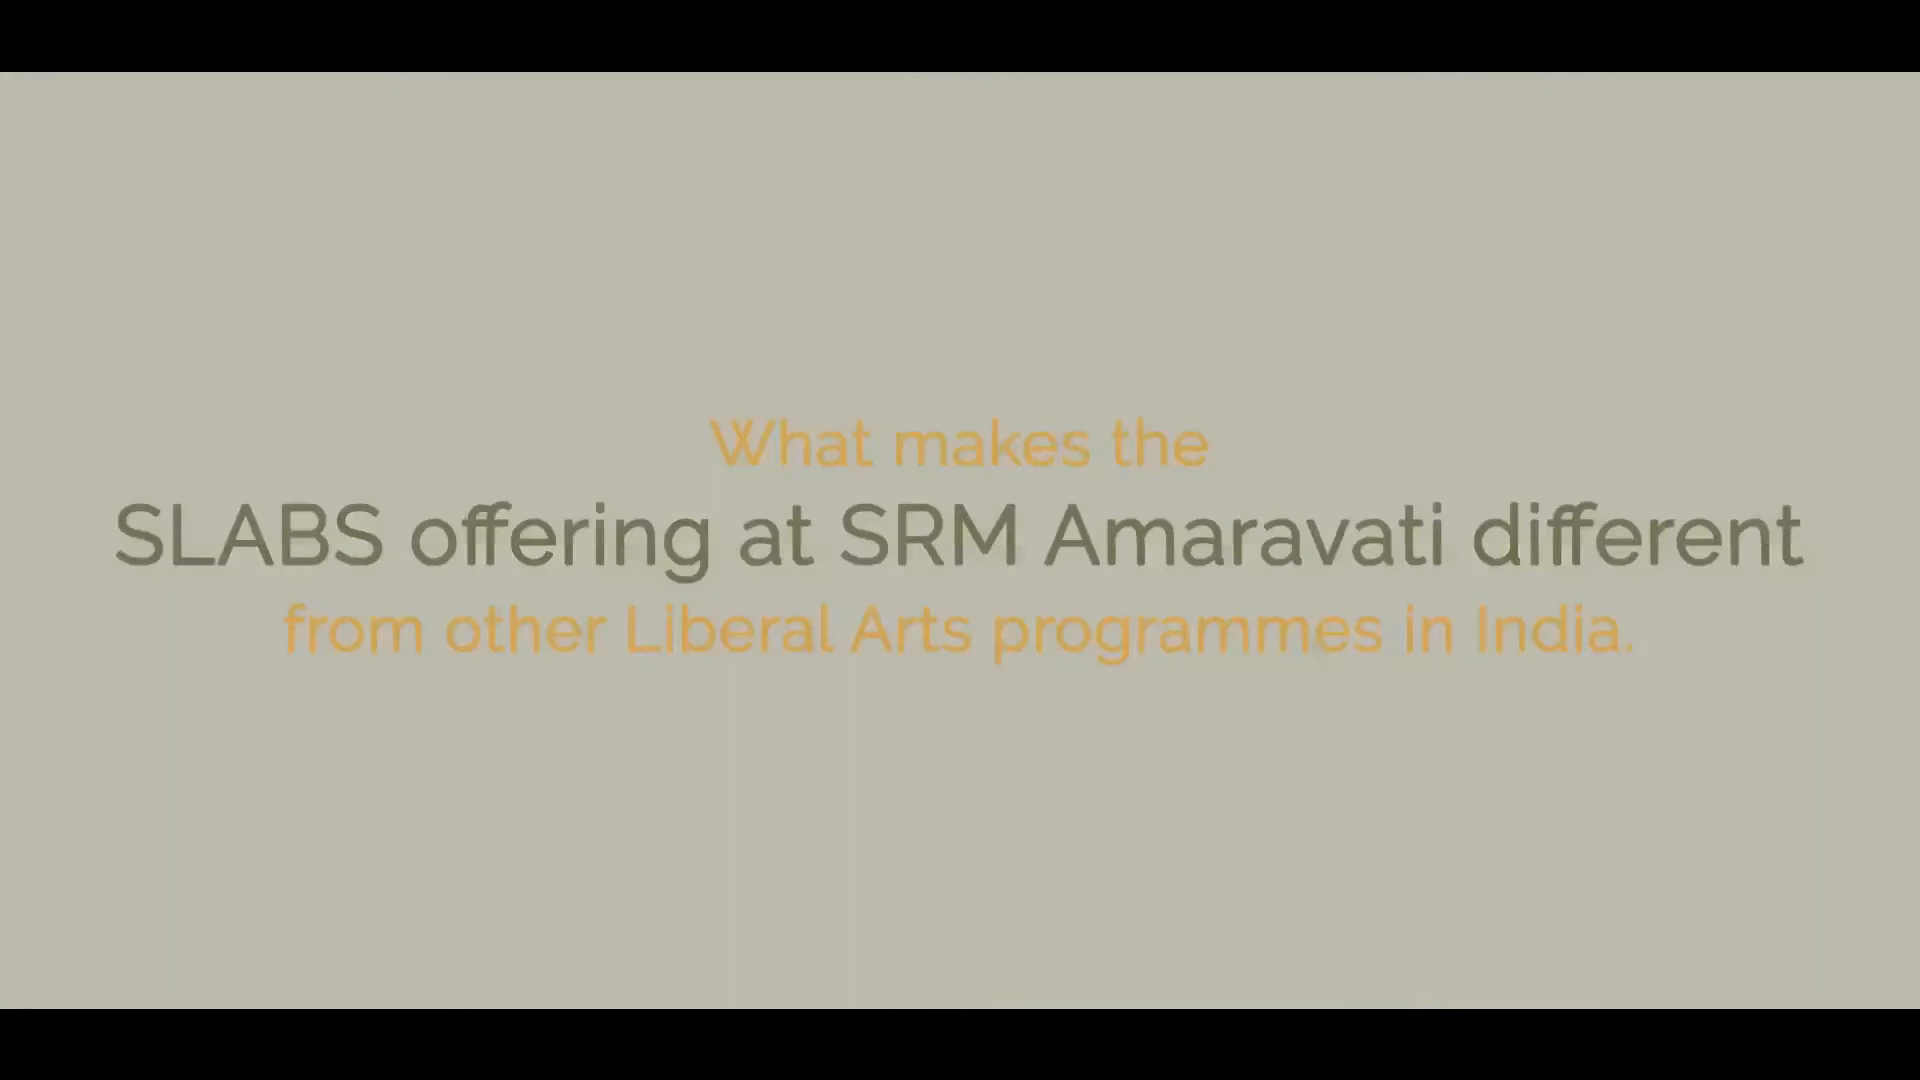 What makes the
SLABS offering at SRM Amaravati different
from other Liberal Arts programmes in India.